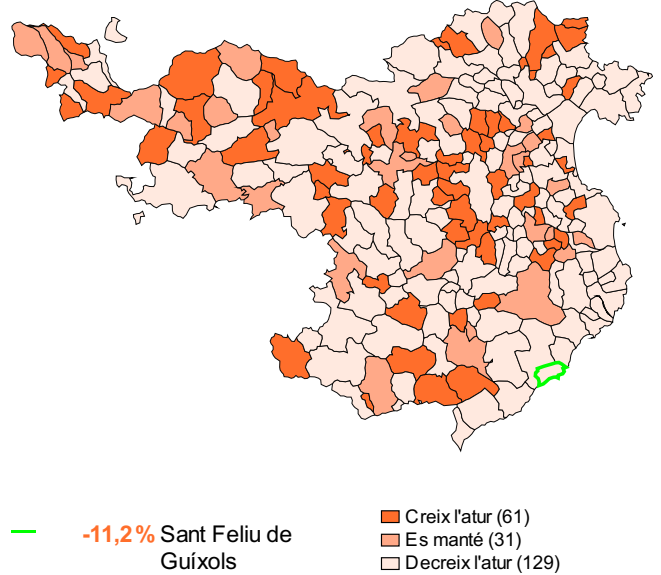 -11,2% Sant Feliu de
Guíxols
Creix l'atur (61)
Es manté (31)
Decreix l'atur (129)